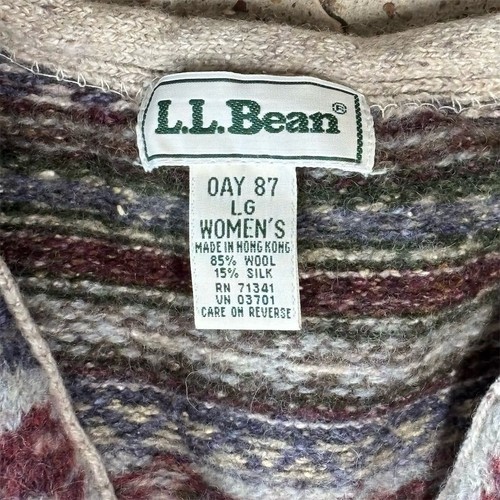 L.L.Bean®
0AY 87
LG
WOMEN'S
MADE IN HONG KONG
85% WOOL
15% SILK
RN 71341
VN 03701
CARE ON REVERSE